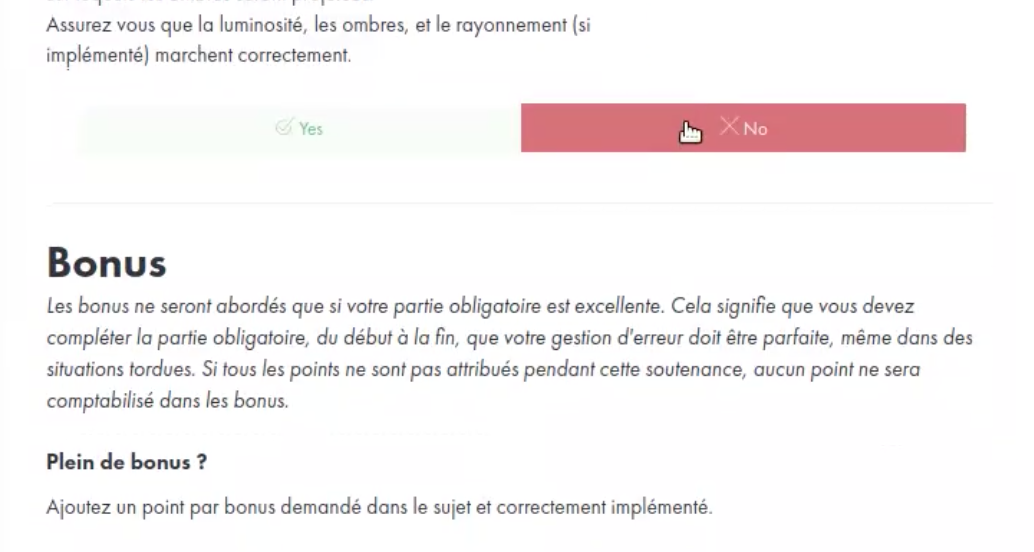 Assurez vous que la luminosité, les ombres, et le rayonnement (si
implémenté) marchent correctement.
Yes
No
Bonus
Les bonus ne seront abordés que si votre partie obligatoire est excellente. Cela signifie que vous devez
compléter la partie obligatoire, du début à la fin, que votre gestion d'erreur doit être parfaite, même dans des
situations tordues. Si tous les points ne sont pas attribués pendant cette soutenance, aucun point ne sera
comptabilisé dans les bonus.
Plein de bonus ?
Ajoutez un point par bonus demandé dans le sujet et correctement implémenté.